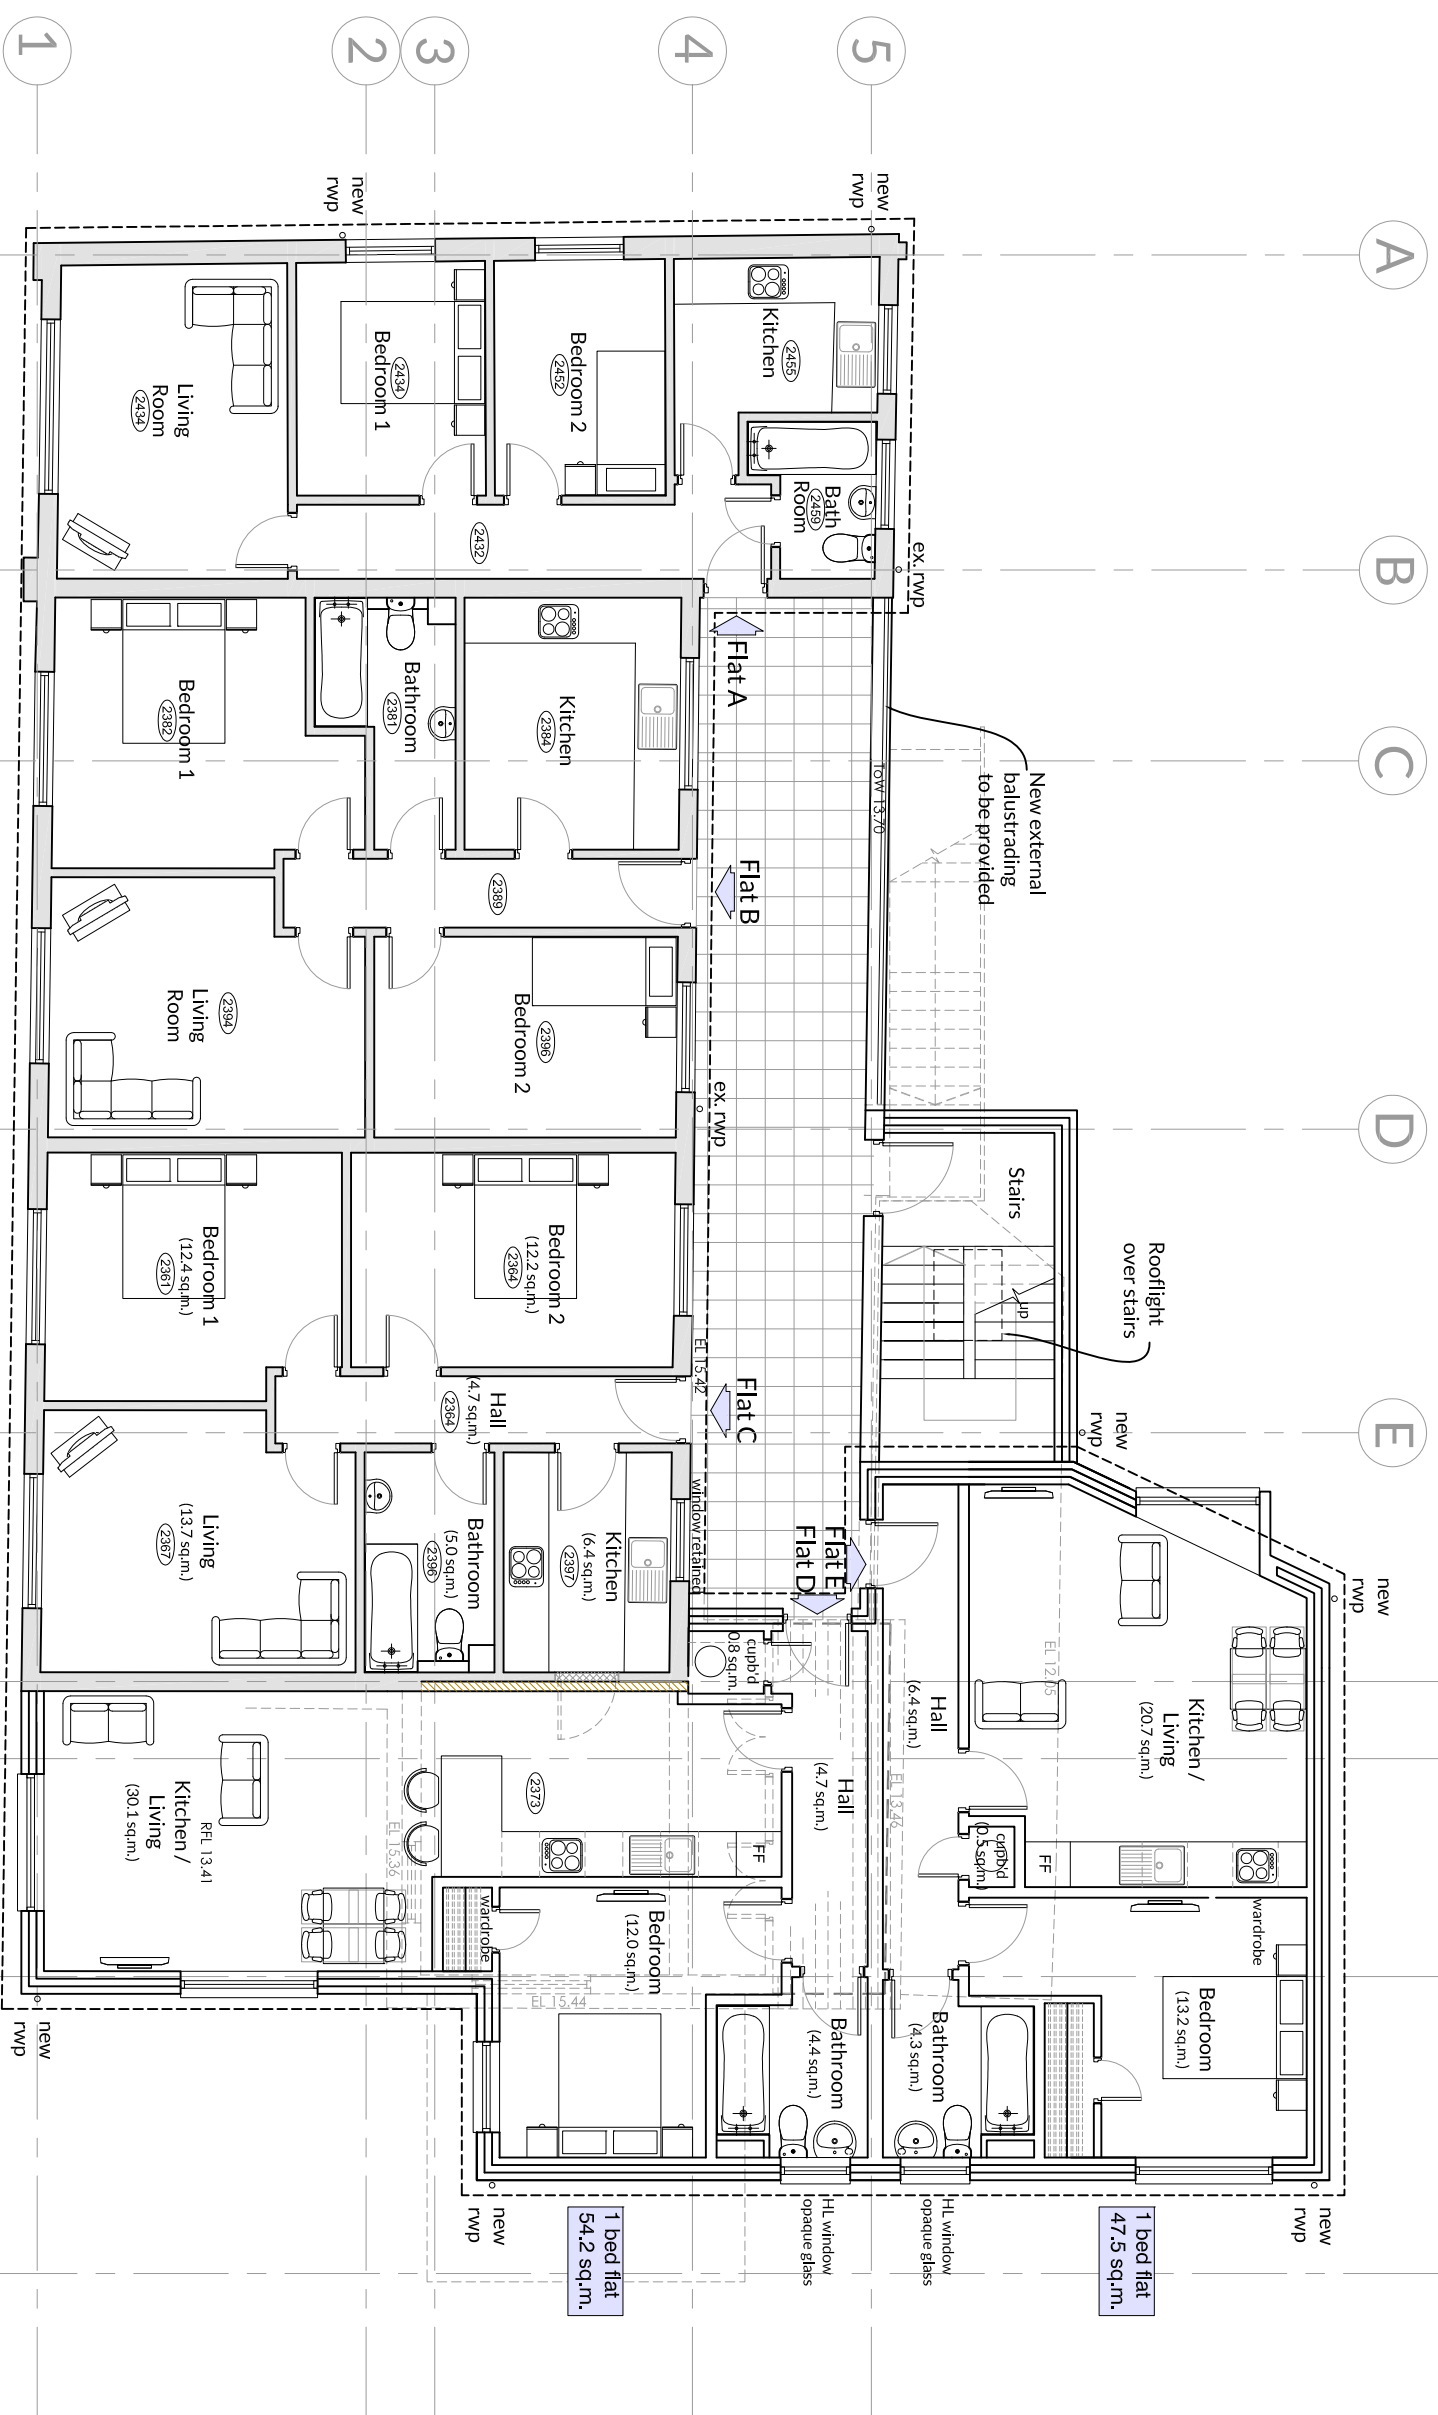 1
2
3
4
5
A
B
C
D
E
new
rwp
new
rwp
Living
Room
2434
2434
Bedroom 1
Bedroom 2
2452
2455
Kitchen
Bath
2459
Room
2432
ex. rwp
Flat A
Bedroom 1
2382
Bathroom
2381
Kitchen
2384
New external
balustrading
to be provided
ToW 13.70
Flat B
2389
2394
Living
Room
2396
Bedroom 2
ex. rwp
Stairs
up
Rooflight
over stairs
Bedroom 1
(12.4 sq.m.)
2361
Bedroom 2
(12.2 sq.m.)
2364
EL 15.42
Flat C
Hall
(4.7 sq.m.)
2364
new
rwp
Living
(13.7 sq.m.)
2367
Bathroom
(5.0 sq.m.)
2396
Kitchen
(6.4 sq.m.)
2397
window retained
Flat E
Flat D
new
rwp
cupb'd
0.8 sq.m.
Hall
(6.4 sq.m.)
EL 12.05
Kitchen /
Living
(20.7 sq.m.)
EL 13.46
Hall
(4.7 sq.m.)
2373
Kitchen /
Living
(30.1 sq.m.)
RFL 13.41
EL 15.36
FF
FF
cupb'd
(0.5 sq.m.)
wardrobe
Bedroom
(12.0 sq.m.)
EL 15.44
wardrobe
Bedroom
(13.2 sq.m.)
Bathroom
(4.4 sq.m.)
Bathroom
(4.3 sq.m.)
new
rwp
new
rwp
new
rwp
HL window
opaque glass
HL window
opaque glass
1 bed flat
54.2 sq.m.
1 bed flat
47.5 sq.m.